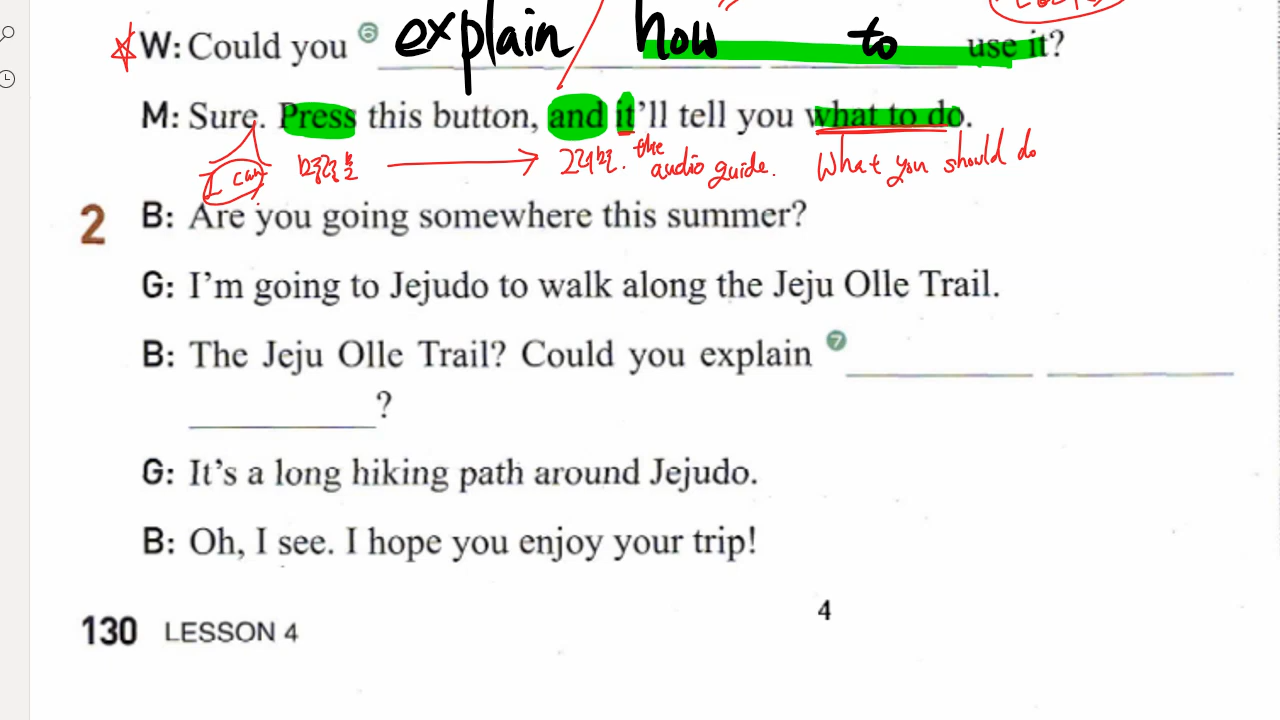 W: Could you ⑥ explain how to use it?
M: Sure. Press this button, and it'll tell you what to do.
I can 명령문 그러면. the audio guide. What you should do
2 B: Are you going somewhere this summer?
G: I'm going to Jejudo to walk along the Jeju Olle Trail.
B: The Jeju Olle Trail? Could you explain ⑦
?
G: It's a long hiking path around Jejudo.
B: Oh, I see. I hope you enjoy your trip!
4
130 LESSON 4